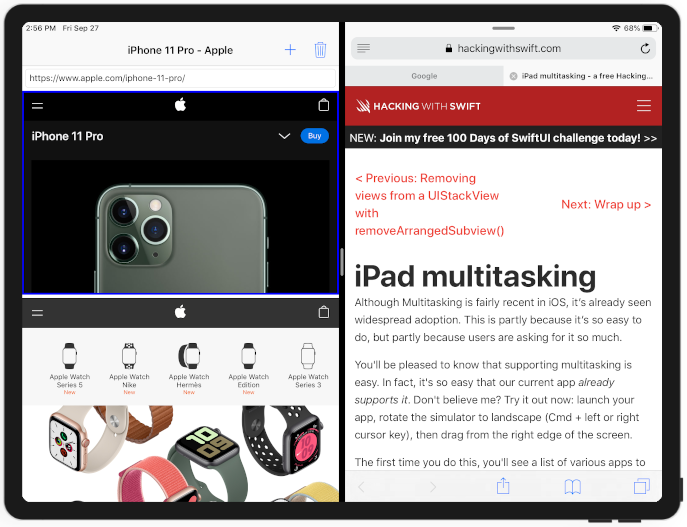 2:56 PM Fri Sep 27
68%
iPhone 11 Pro - Apple
https://www.apple.com/iphone-11-pro/
iPhone 11 Pro
Buy
Apple Watch
Series 5
New
Apple Watch
Nike
New
Apple Watch
Hermès
New
Apple Watch
Edition
New
Apple Watch
Series 3
hackingwithswift.com
Google
iPad multitasking - a free Hacking...
HACKING WITH SWIFT
NEW: Join my free 100 Days of SwiftUI challenge today! >>
< Previous: Removing
views from a UIStackView
with
removeArrangedSubview()
Next: Wrap up >
iPad multitasking
Although Multitasking is fairly recent in iOS, it's already seen
widespread adoption. This is partly because it's so easy to
do, but partly because users are asking for it so much.
You'll be pleased to know that supporting multitasking is
easy. In fact, it's so easy that our current app already
supports it. Don't believe me? Try it out now: launch your
app, rotate the simulator to landscape (Cmd + left or right
cursor key), then drag from the right edge of the screen.
The first time you do this, you'll see a list of various apps to